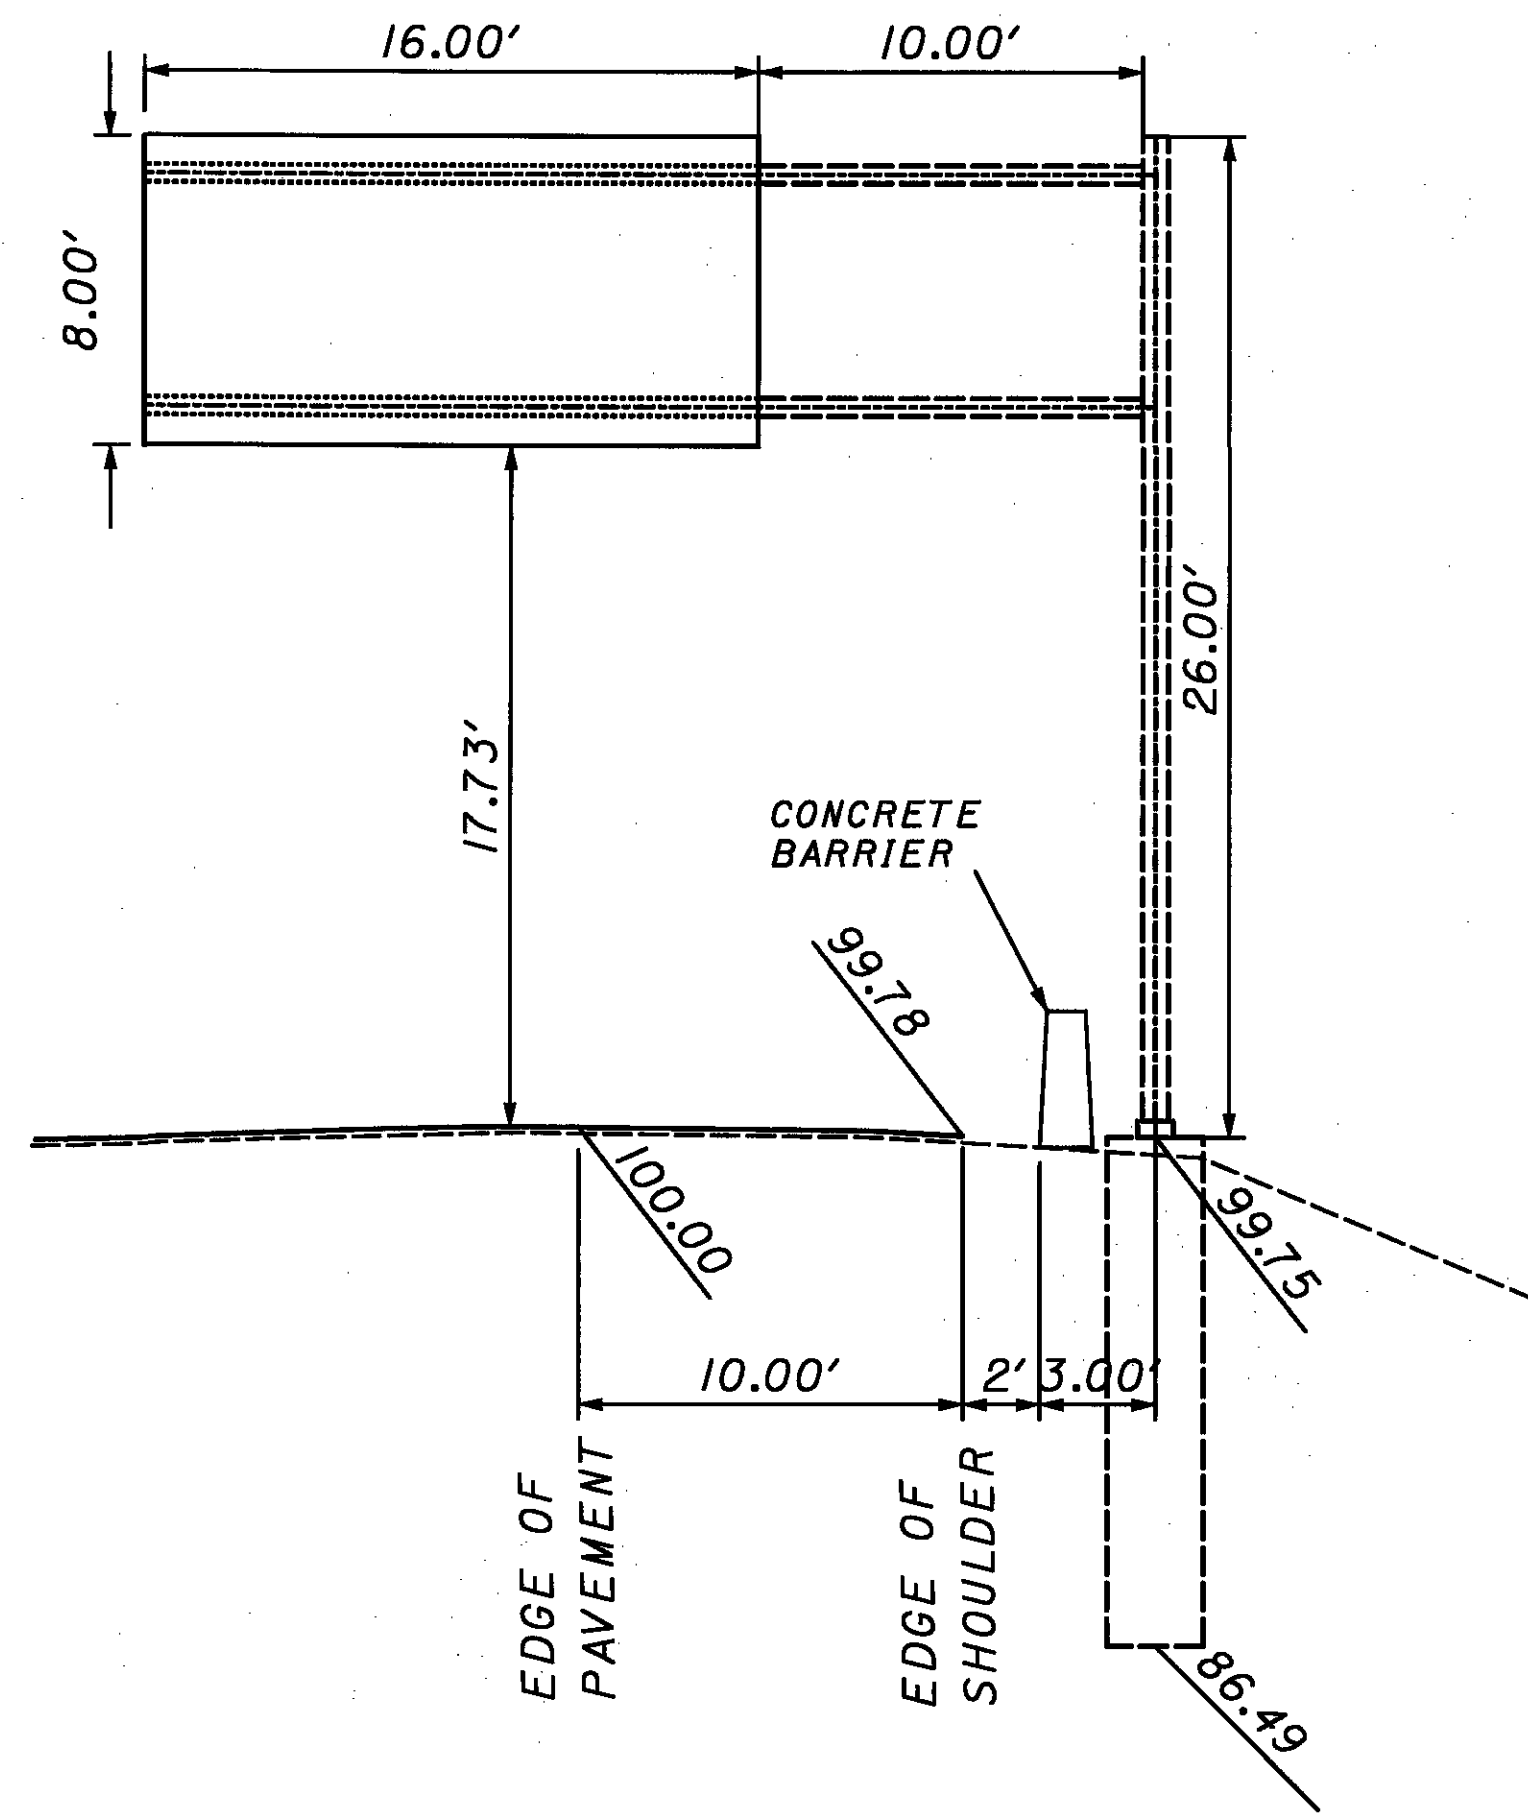 16.00'
10.00'
8.00'
26.00'
17.73'
CONCRETE
BARRIER
99.78
100.00
99.75
10.00'
2'
3.00'
EDGE OF
PAVEMENT
EDGE OF
SHOULDER
86.49